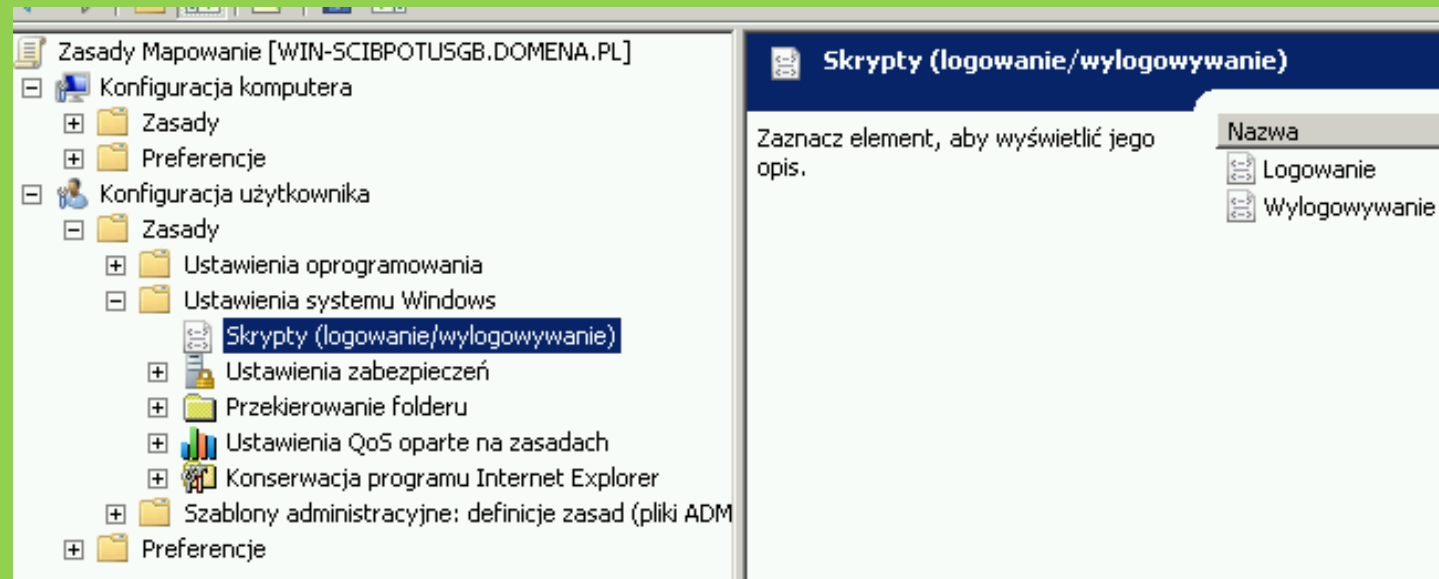 Zasady Mapowanie [WIN-SCIBPOTUSGB.DOMENA.PL]
Konfiguracja komputera
Zasady
Preferencje
Konfiguracja użytkownika
Zasady
Ustawienia oprogramowania
Ustawienia systemu Windows
Skrypty (logowanie/wylogowywanie)
Ustawienia zabezpieczeń
Przekierowanie folderu
Ustawienia QoS oparte na zasadach
Konserwacja programu Internet Explorer
Szablony administracyjne: definicje zasad (pliki ADM
Preferencje
Skrypty (logowanie/wylogowywanie)
Zaznacz element, aby wyświetlić jego
opis.
Nazwa
Logowanie
Wylogowywanie